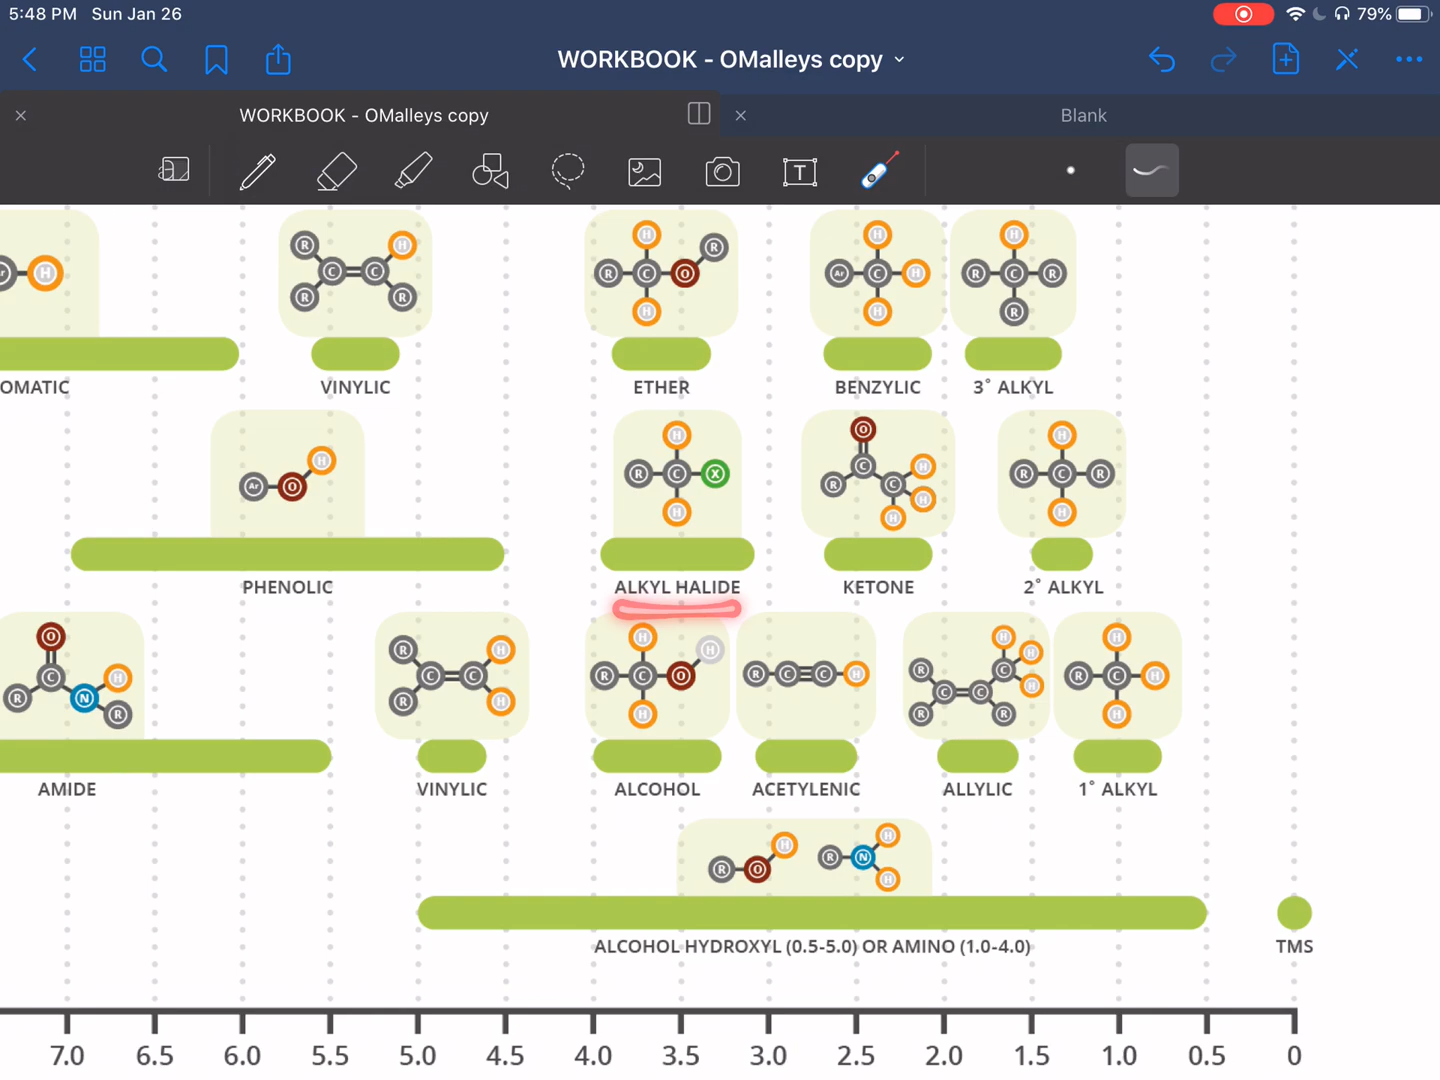 5:48 PM Sun Jan 26
79%
WORKBOOK - OMalleys copy
WORKBOOK - OMalleys copy
Blank
T
r H
R H C C R R
H R C O R H
H Ar C H H
H R C R R
OMATIC
VINYLIC
ETHER
BENZYLIC
3° ALKYL
Ar O H
H R C X H
O C R C H H H
H R C R H
PHENOLIC
ALKYL HALIDE
KETONE
2° ALKYL
O C R N H R
R C C R H H
H R C O H H
R C C H
R C C R R C H H H
H R C H H
AMIDE
VINYLIC
ALCOHOL
ACETYLENIC
ALLYLIC
1° ALKYL
R O H
R N H H
ALCOHOL HYDROXYL (0.5-5.0) OR AMINO (1.0-4.0)
TMS
7.0 6.5 6.0 5.5 5.0 4.5 4.0 3.5 3.0 2.5 2.0 1.5 1.0 0.5 0